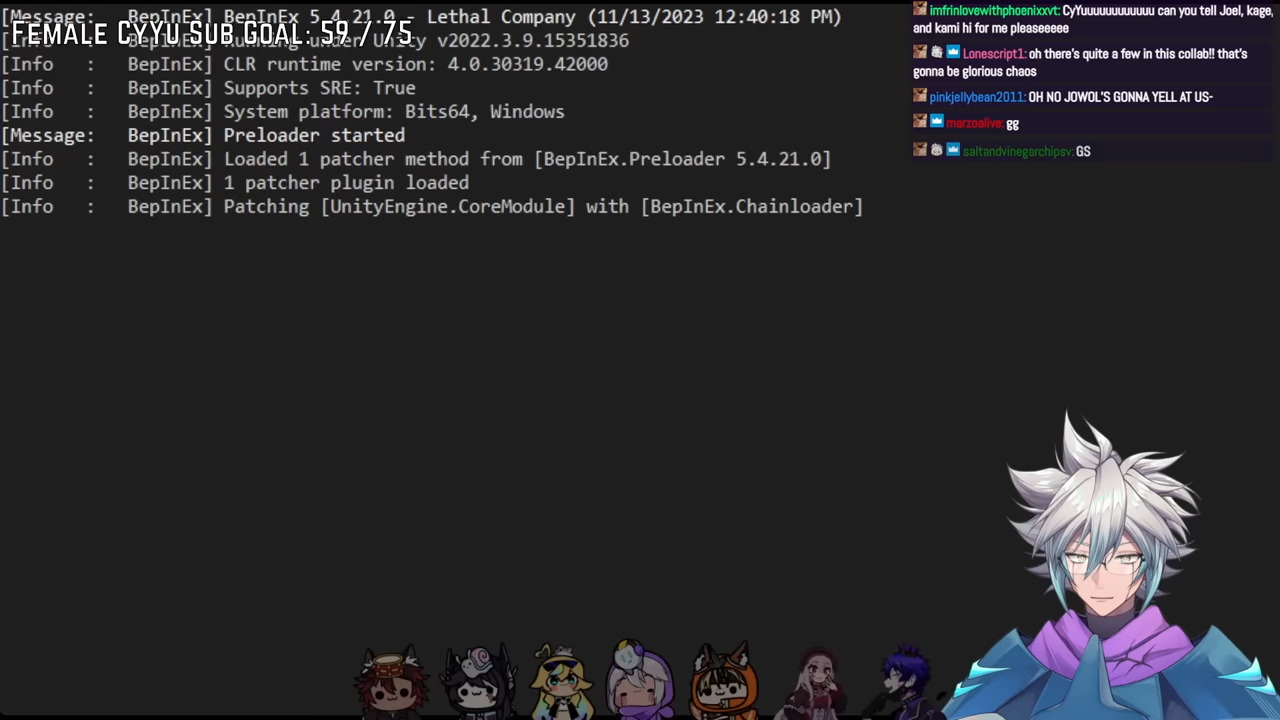 [Message:   BepInEx] BepInEx 5.4.21.0 - Lethal Company (11/13/2023 12:40:18 PM)
FEMALE CYYU SUB GOAL: 59 / 75
[Info   :   BepInEx] Running under Unity v2022.3.9.15351836
[Info   :   BepInEx] CLR runtime version: 4.0.30319.42000
[Info   :   BepInEx] Supports SRE: True
[Info   :   BepInEx] System platform: Bits64, Windows
[Message:   BepInEx] Preloader started
[Info   :   BepInEx] Loaded 1 patcher method from [BepInEx.Preloader 5.4.21.0]
[Info   :   BepInEx] 1 patcher plugin loaded
[Info   :   BepInEx] Patching [UnityEngine.CoreModule] with [BepInEx.Chainloader]
imfrinlovewithphoenixxvt: CyYuuuuuuuuuuu can you tell Joel, kage,
and kami hi for me pleaseeeee
Lonescript1: oh there's quite a few in this collab!! that's
gonna be glorious chaos
pinkjellybean2011: OH NO JOWOL'S GONNA YELL AT US-
marzoalive: gg
saltandvinegarchipsv: GS